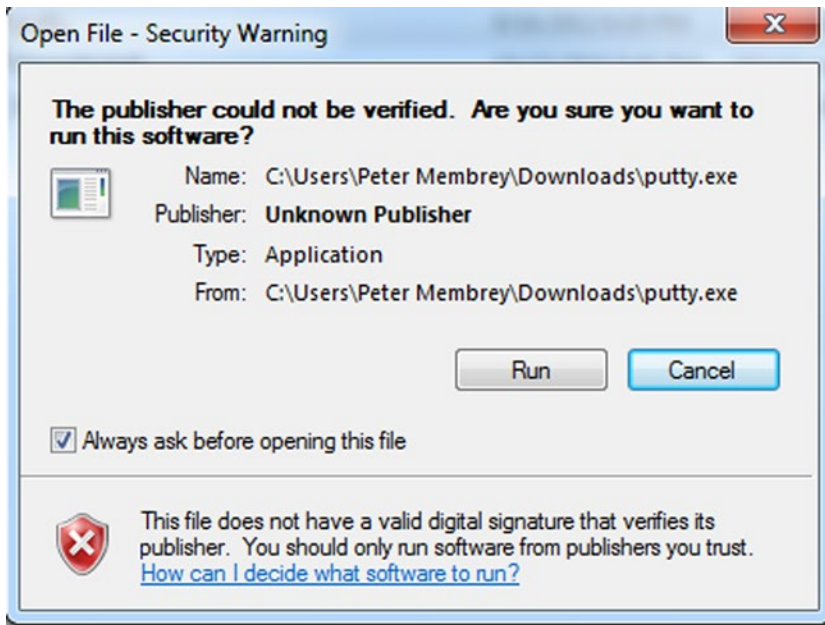 Open File - Security Warning
The publisher could not be verified. Are you sure you want to
run this software?
Name: C:\Users\Peter Membrey\Downloads\putty.exe
Publisher: Unknown Publisher
Type: Application
From: C:\Users\Peter Membrey\Downloads\putty.exe
Run Cancel
Always ask before opening this file
This file does not have a valid digital signature that verifies its
publisher. You should only run software from publishers you trust.
How can I decide what software to run?